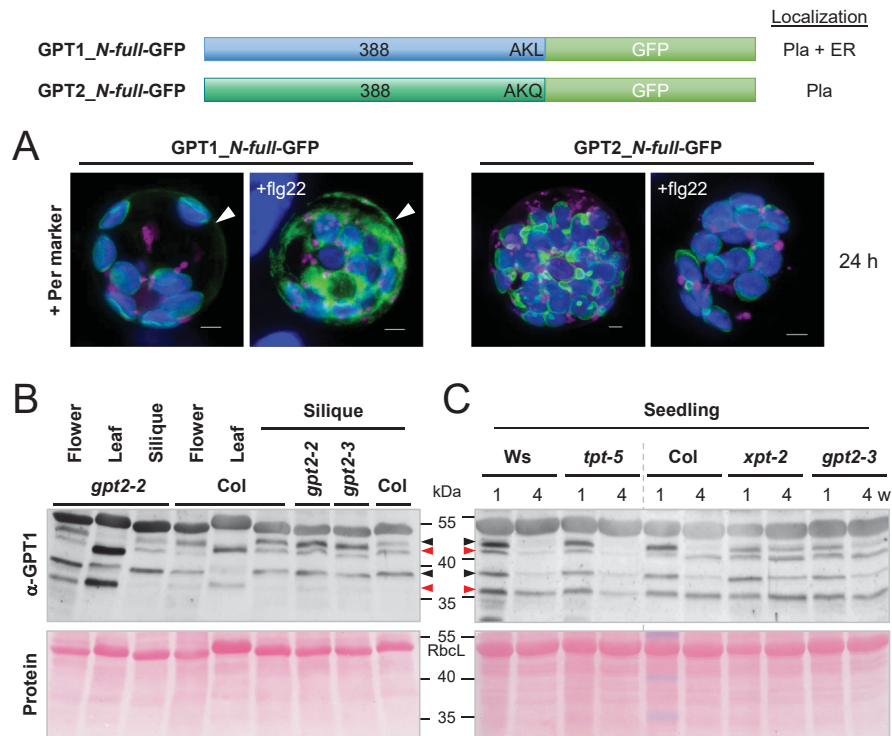 Localization
GPT1_N-full-GFP 388 AKL GFP Pla + ER
GPT2_N-full-GFP 388 AKQ GFP Pla
A
GPT1_N-full-GFP GPT2_N-full-GFP
+flg22 +flg22
+ Per marker
24 h
B
Flower Leaf Silique Flower Leaf Silique
gpt2-2 gpt2-3
gpt2-2 Col Col
kDa
55
40
35
α-GPT1
55
RbcL
40
35
Protein
C
Seedling
Ws tpt-5 Col xpt-2 gpt2-3
1 4 1 4 1 4 1 4 1 4 w